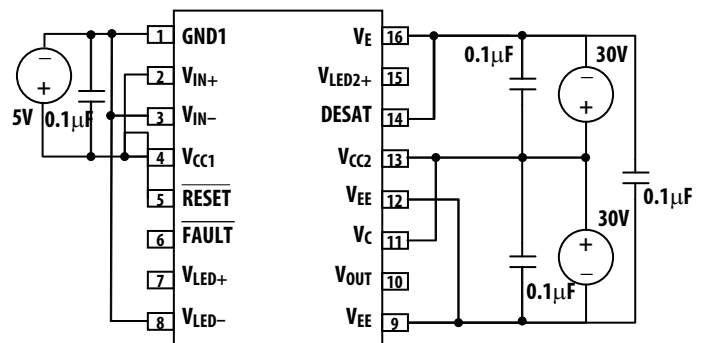 1 GND1
2 VIN+
3 VIN−
4 VCC1
5 RESET
6 FAULT
7 VLED+
8 VLED−
VE 16
VLED2+ 15
DESAT 14
VCC2 13
VEE 12
VC 11
VOUT 10
VEE 9
−
+
5V
0.1µF
0.1µF
30V
−
+
0.1µF
30V
+
−
0.1µF